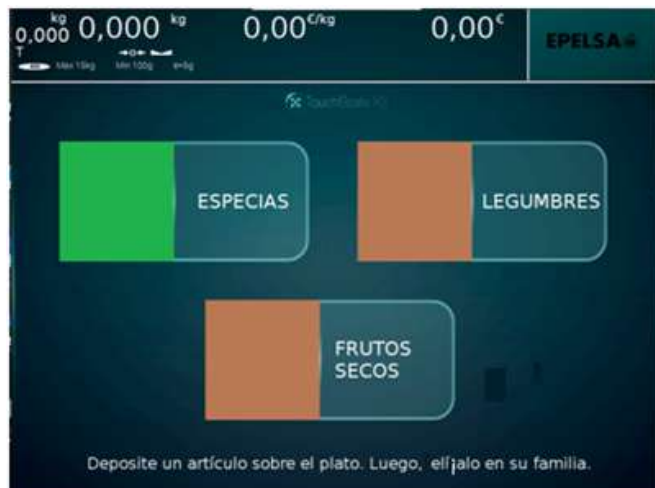 kg
0,000 0,000 kg 0,00 €/kg 0,00 €
T
Máx 15kg Min 100g e=5g
EPELSA
TouchScale
ESPECIAS
LEGUMBRES
FRUTOS
SECOS
Deposite un artículo sobre el plato. Luego, elíjalo en su familia.